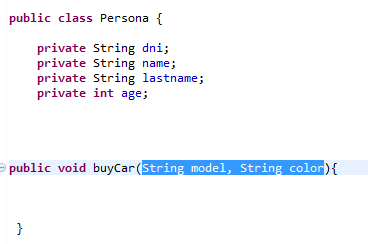 public class Persona {
private String dni;
private String name;
private String lastname;
private int age;
public void buyCar(String model, String color){
}